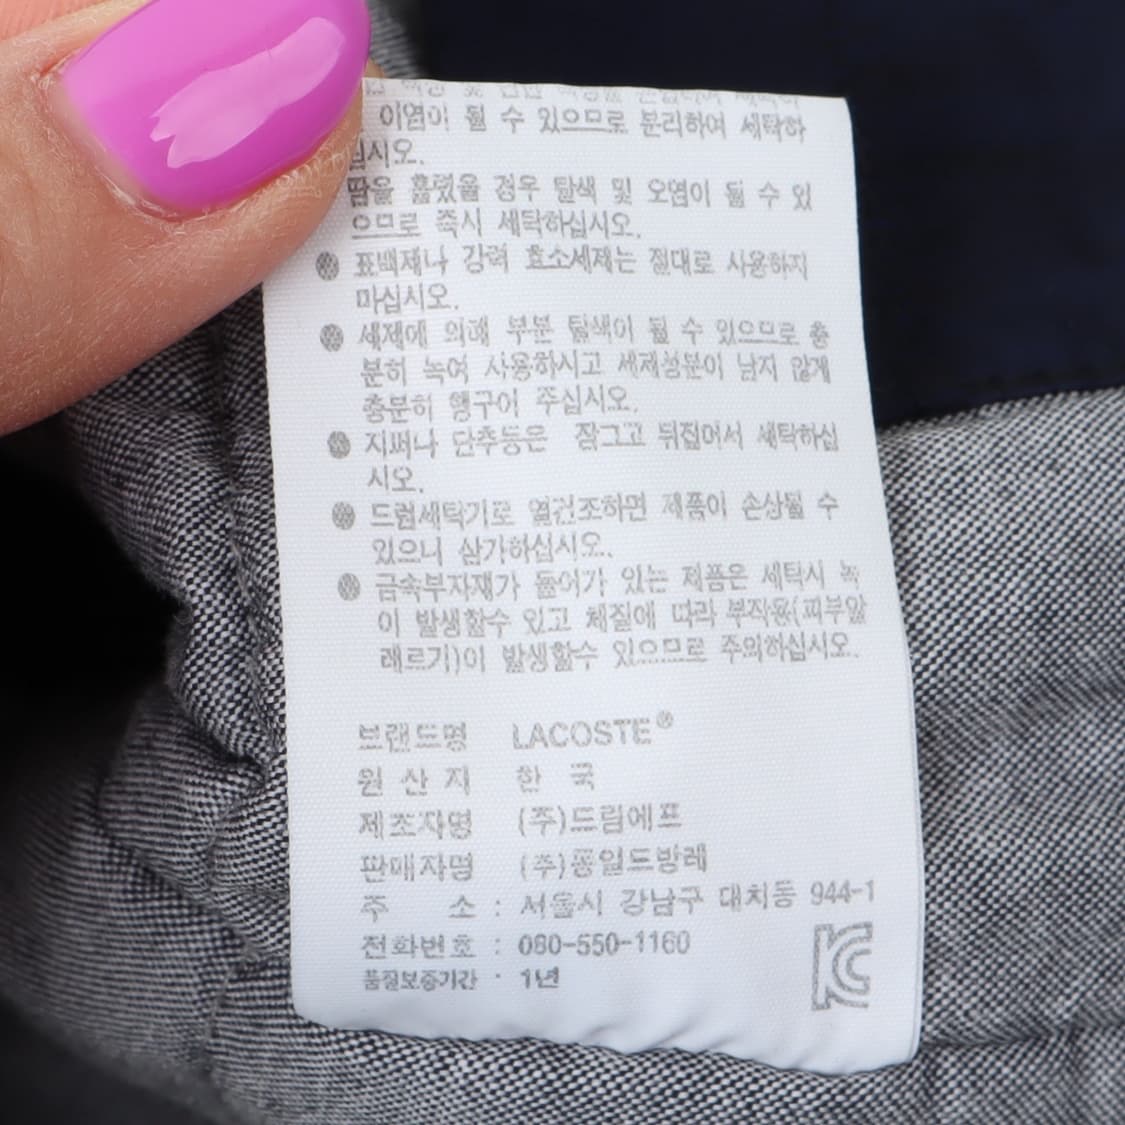 이염이 될 수 있으므로 분리하여 세탁하
십시오.
땀을 흘렸을 경우 탈색 및 오염이 될 수 있
으므로 즉시 세탁하십시오.
● 표백제나 강력 효소세제는 절대로 사용하지
마십시오.
● 세제에 의해 부분 탈색이 될 수 있으므로 충
분히 녹여 사용하시고 세제성분이 남지 않게
충분히 헹구어 주십시오.
● 지퍼나 단추등은 잠그고 뒤집어서 세탁하십
시오.
● 드럼세탁기로 열건조하면 제품이 손상될 수
있으니 삼가하십시오.
● 금속부자재가 들어가 있는 제품은 세탁시 녹
이 발생할수 있고 체질에 따라 부작용(피부알
레르기)이 발생할수 있으므로 주의하십시오.
브랜드명 LACOSTE®
원 산 지 한 국
제조자명 (주)드림에프
판매자명 (주)동일드방레
주 소 : 서울시 강남구 대치동 944-1
전화번호 : 080-550-1160
품질보증기간 : 1년
KC